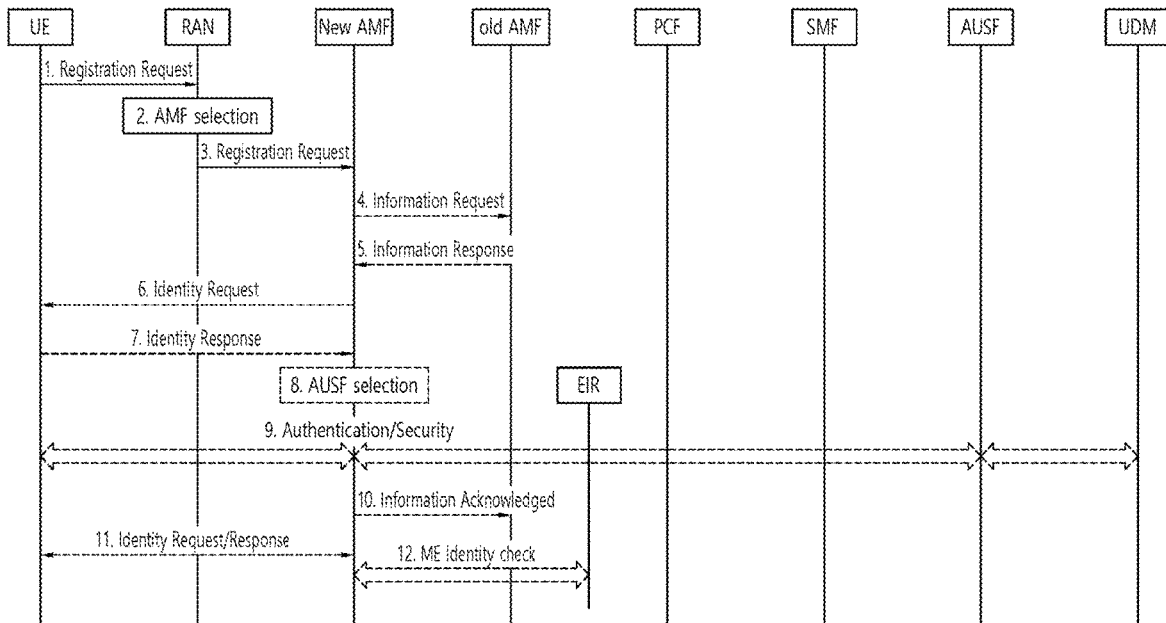 UE
RAN
New AMF
old AMF
PCF
SMF
AUSF
UDM
1. Registration Request
2. AMF selection
3. Registration Request
4. Information Request
5. Information Response
6. Identity Request
7. Identity Response
8. AUSF selection
EIR
9. Authentication/Security
10. Information Acknowledged
11. Identity Request/Response
12. ME Identity check